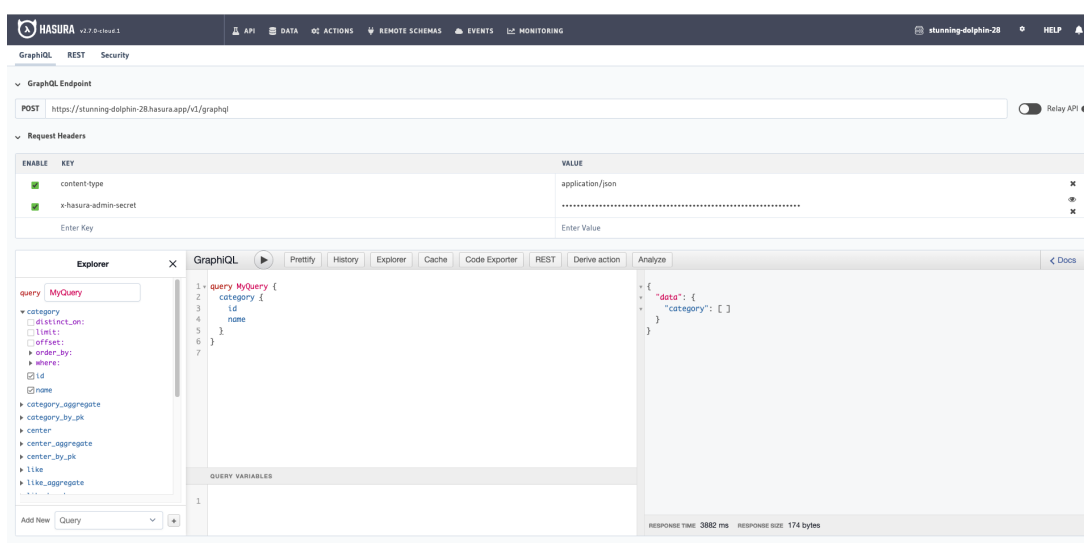 HASURA v2.7.0-cloud.1 API DATA ACTIONS REMOTE SCHEMAS EVENTS MONITORING stunning-dolphin-28 HELP
GraphiQL REST Security
GraphQL Endpoint
POST https://stunning-dolphin-28.hasura.app/v1/graphql Relay API
Request Headers
ENABLE KEY VALUE
content-type application/json
x-hasura-admin-secret ••••••••••••••••••••••••••••••••••••••••••••••••••••••••••••••••
Enter Key Enter Value
Explorer
GraphiQL Prettify History Explorer Cache Code Exporter REST Derive action Analyze Docs
query MyQuery
category
distinct_on:
limit:
offset:
order_by:
where:
id
name
category_aggregate
category_by_pk
center
center_aggregate
center_by_pk
like
like_aggregate
Add New Query +
1 query MyQuery {
2 category {
3 id
4 name
5 }
6 }
7
QUERY VARIABLES
1
{
"data": {
"category": [ ]
}
}
RESPONSE TIME 3882 ms RESPONSE SIZE 174 bytes